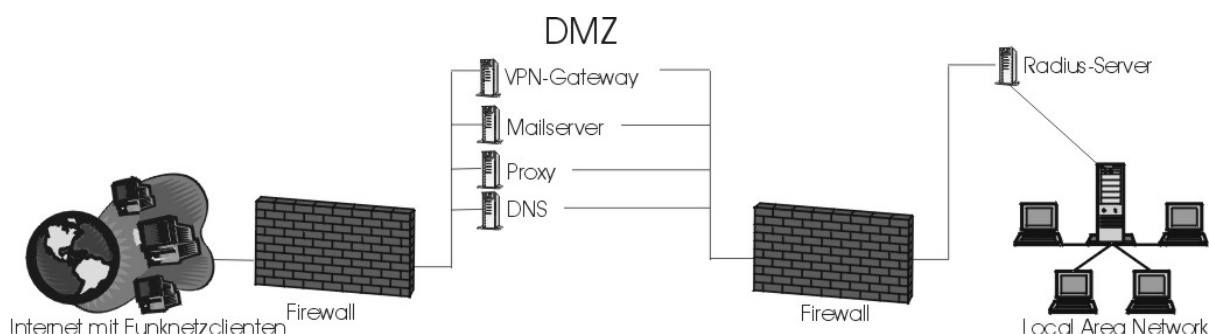 DMZ
VPN-Gateway
Mailserver
Proxy
DNS
Radius-Server
Firewall
Firewall
Internet mit Funknetzclienten
Local Area Network